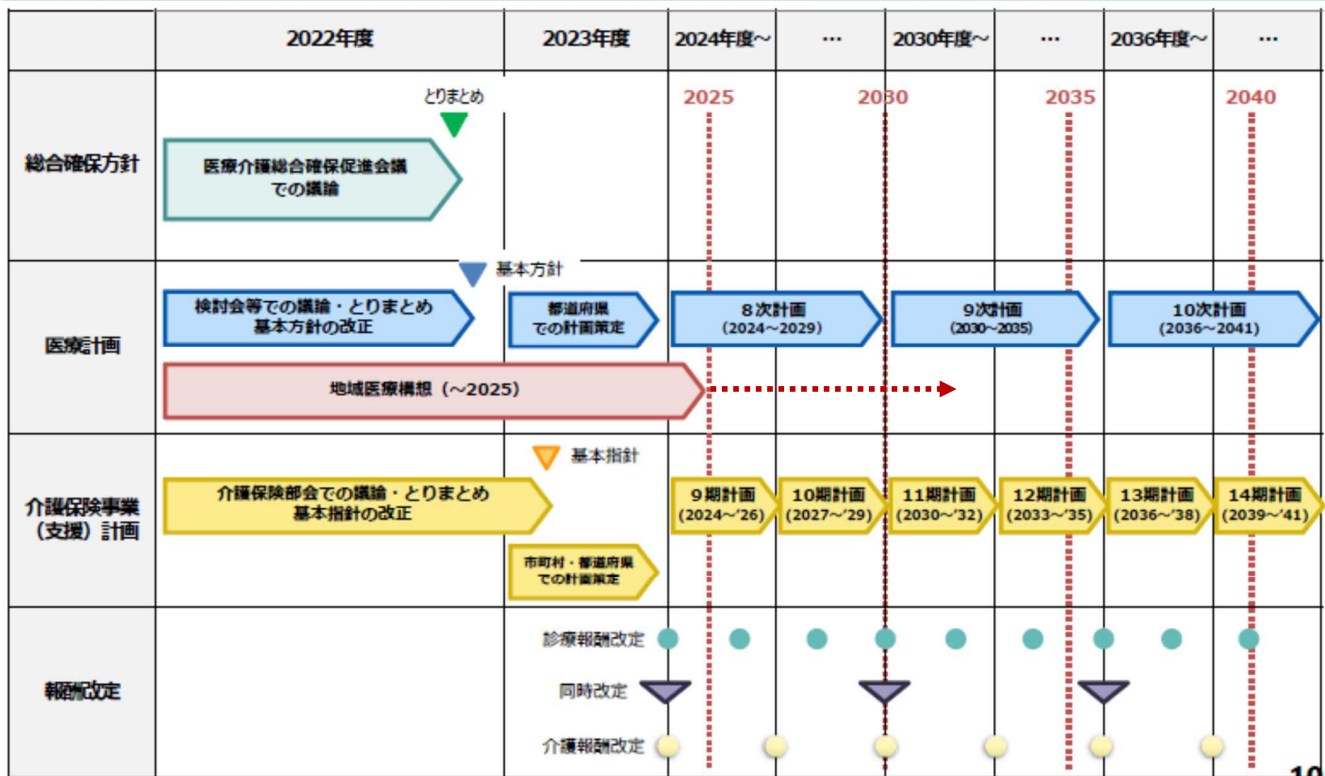 2022年度
2023年度
2024年度～
…
2030年度～
…
2036年度～
…
総合確保方針
とりまとめ
2025
2030
2035
2040
医療介護総合確保促進会議
での議論
医療計画
基本方針
検討会等での議論・とりまとめ
基本方針の改正
都道府県
での計画策定
8次計画
（2024～2029）
9次計画
（2030～2035）
10次計画
（2036～2041）
地域医療構想（～2025）
介護保険事業
（支援）計画
基本指針
介護保険部会での議論・とりまとめ
基本指針の改正
9期計画
（2024～'26）
10期計画
（2027～'29）
11期計画
（2030～'32）
12期計画
（2033～'35）
13期計画
（2036～'38）
14期計画
（2039～'41）
市町村・都道府県
での計画策定
報酬改定
診療報酬改定
同時改定
介護報酬改定
10